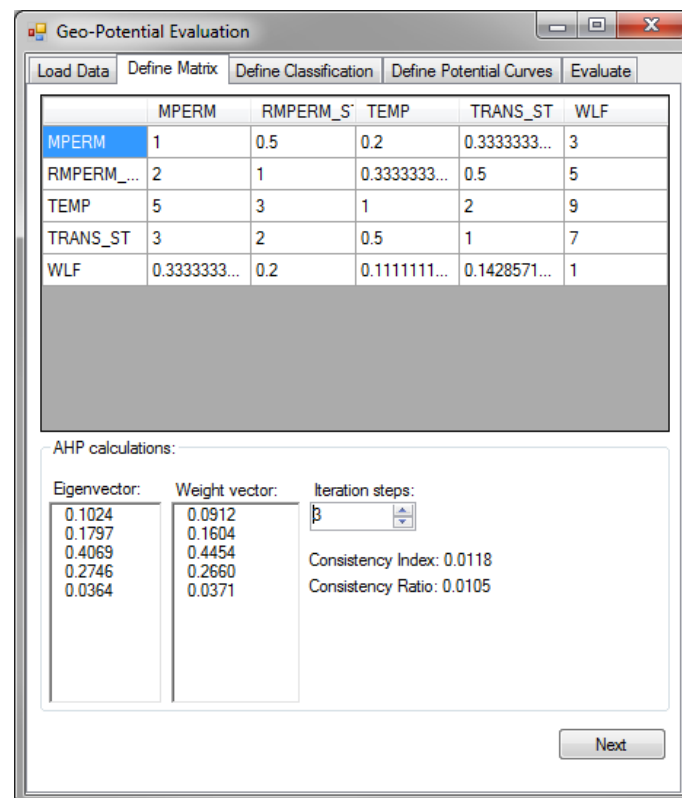 Geo-Potential Evaluation
Load Data Define Matrix Define Classification Define Potential Curves Evaluate
MPERM RMPERM_S TEMP TRANS_ST WLF
MPERM 1 0.5 0.2 0.3333333... 3
RMPERM_... 2 1 0.3333333... 0.5 5
TEMP 5 3 1 2 9
TRANS_ST 3 2 0.5 1 7
WLF 0.3333333... 0.2 0.1111111... 0.1428571... 1
AHP calculations:
Eigenvector: Weight vector: Iteration steps:
0.1024 0.0912 3
0.1797 0.1604
0.4069 0.4454 Consistency Index: 0.0118
0.2746 0.2660 Consistency Ratio: 0.0105
0.0364 0.0371
Next